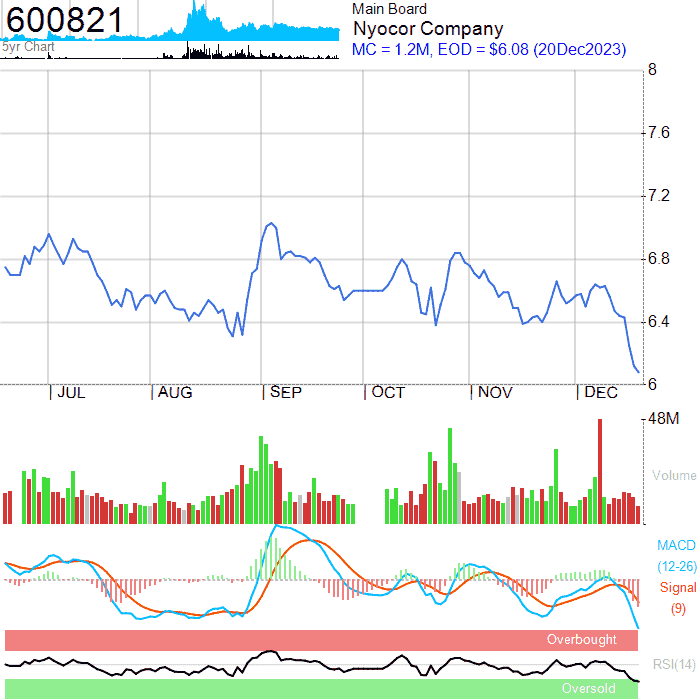 600821
5yr Chart
Main Board
Nyocor Company
MC = 1.2M, EOD = $6.08 (20Dec2023)
8
7.6
7.2
6.8
6.4
6
JUL AUG SEP OCT NOV DEC
48M
Volume
MACD
(12-26)
Signal
(9)
Overbought
RSI(14)
Oversold